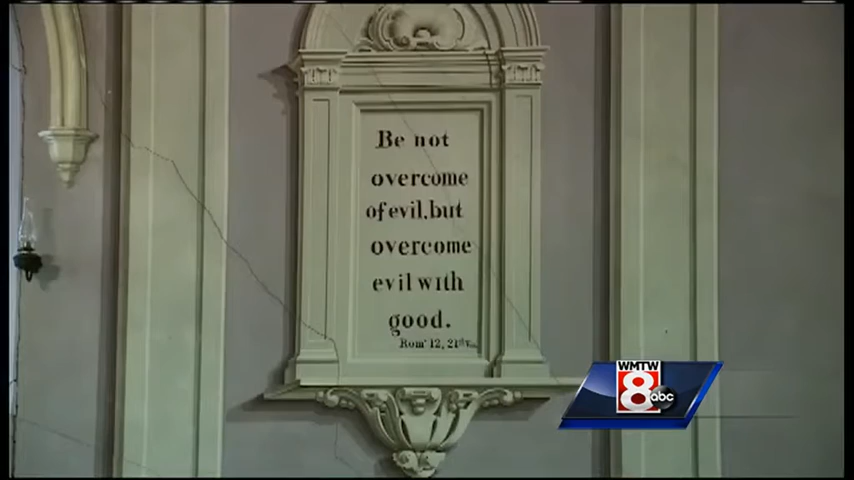 Be not
overcome
of evil, but
overcome
evil with
good.
Rom. 12, 21st v.
WMTW
8
abc